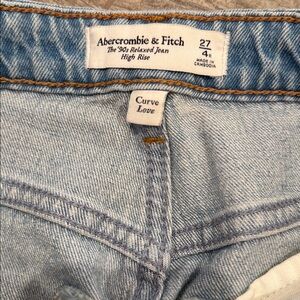 Abercrombie & Fitch
The '90s Relaxed Jean
High Rise
27
4R
MADE IN
CAMBODIA
Curve
Love